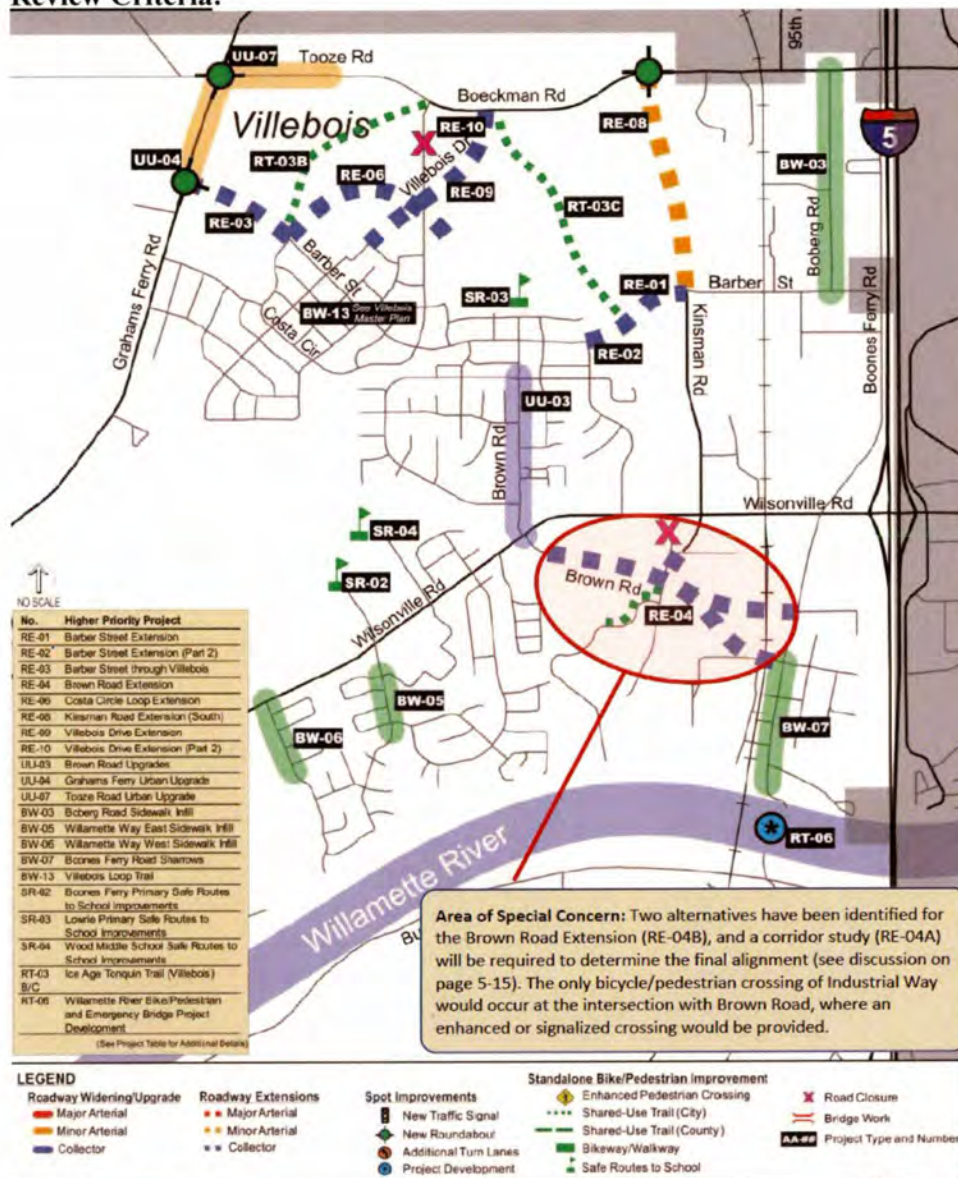 Review Criteria:
UU-07
Tooze Rd
95th
Boeckman Rd
Villebois
RE-10
RE-08
5
UU-04
RT-03B
Villebois Dr
BW-03
RE-06
RE-09
RE-03
RT-03C
Boberg Rd
Barber St
RE-01
Barber St
SR-03
BW-13 See Villebois
Master Plan
Costa Cir
RE-02
Grahams Ferry Rd
Kinsman Rd
Boones Ferry Rd
UU-03
Brown Rd
Wilsonville Rd
SR-04
SR-02
Brown Rd
Wilsonville Rd
RE-04
NO SCALE
BW-05
BW-06
BW-07
Willamette River
RT-06
No. Higher Priority Project
RE-01 Barber Street Extension
RE-02 Barber Street Extension (Part 2)
RE-03 Barber Street through Villebois
RE-04 Brown Road Extension
RE-06 Costa Circle Loop Extension
RE-08 Kinsman Road Extension (South)
RE-09 Villebois Drive Extension
RE-10 Villebois Drive Extension (Part 2)
UU-03 Brown Road Upgrades
UU-04 Grahams Ferry Urban Upgrade
UU-07 Tooze Road Urban Upgrade
BW-03 Boberg Road Sidewalk Infill
BW-05 Willamette Way East Sidewalk Infill
BW-06 Willamette Way West Sidewalk Infill
BW-07 Boones Ferry Road Sharrows
BW-13 Villebois Loop Trail
SR-02 Boones Ferry Primary Safe Routes
to School Improvements
SR-03 Lowrie Primary Safe Routes to
School Improvements
SR-04 Wood Middle School Safe Routes to
School Improvements
RT-03 Ice Age Tonquin Trail (Villebois)
B/C
RT-06 Willamette River Bike/Pedestrian
and Emergency Bridge Project
Development
(See Project Table for Additional Details)
Area of Special Concern: Two alternatives have been identified for
the Brown Road Extension (RE-04B), and a corridor study (RE-04A)
will be required to determine the final alignment (see discussion on
page 5-15). The only bicycle/pedestrian crossing of Industrial Way
would occur at the intersection with Brown Road, where an
enhanced or signalized crossing would be provided.
LEGEND
Roadway Widening/Upgrade
Major Arterial
Minor Arterial
Collector
Roadway Extensions
Major Arterial
Minor Arterial
Collector
Spot Improvements
New Traffic Signal
New Roundabout
Additional Turn Lanes
Project Development
Standalone Bike/Pedestrian Improvement
Enhanced Pedestrian Crossing
Shared-Use Trail (City)
Shared-Use Trail (County)
Bikeway/Walkway
Safe Routes to School
Road Closure
Bridge Work
AA-## Project Type and Number